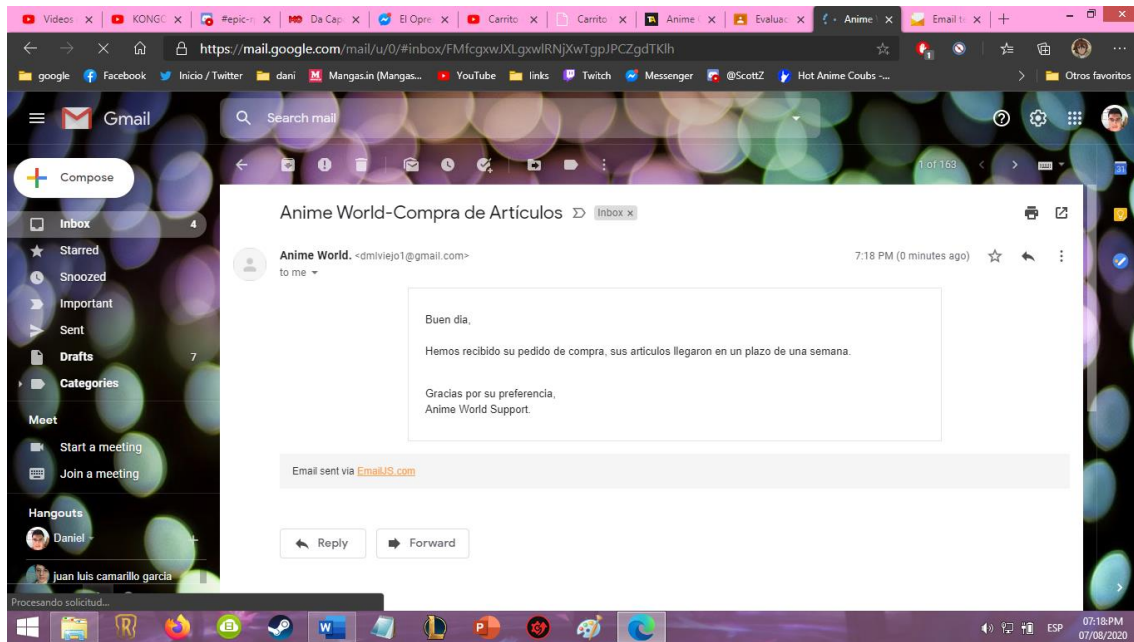 Videos
KONGC
#epic-r
Da Cap
El Opre
Carrito
Carrito
Anime
Evaluac
Anime
Email t
https://mail.google.com/mail/u/0/#inbox/FMfcgxwJXLgxwlRNjXwTgpJPCZgdTKlh
1
google
Facebook
Inicio / Twitter
dani
Mangas.in (Mangas...
YouTube
links
Twitch
Messenger
@ScottZ
Hot Anime Coubs -...
Otros favoritos
Gmail
Search mail
Compose
1 of 163
31
Anime World-Compra de Artículos
Inbox x
Inbox 4
Starred
Snoozed
Important
Sent
Drafts 7
Categories
Meet
Start a meeting
Join a meeting
Hangouts
Daniel
juan luis camarillo garcia
Anime World. <dmlviejo1@gmail.com>
7:18 PM (0 minutes ago)
to me
Buen dia,
Hemos recibido su pedido de compra, sus articulos llegaron en un plazo de una semana.
Gracias por su preferencia,
Anime World Support.
Email sent via EmailJS.com
Reply
Forward
Procesando solicitud...
ESP
07:18:PM
07/08/2020